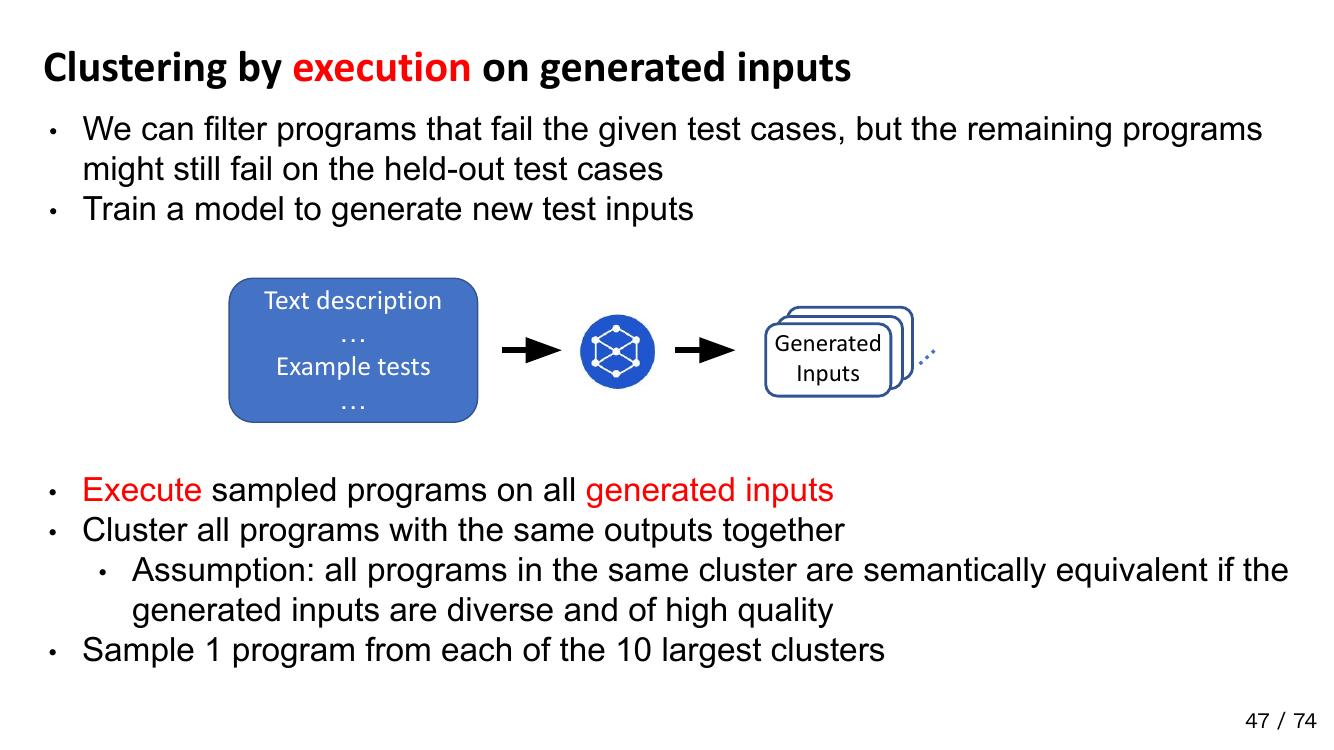 Clustering by execution on generated inputs
• We can filter programs that fail the given test cases, but the remaining programs
might still fail on the held-out test cases
• Train a model to generate new test inputs
Text description
...
Example tests
...
Generated
Inputs
• Execute sampled programs on all generated inputs
• Cluster all programs with the same outputs together
• Assumption: all programs in the same cluster are semantically equivalent if the
generated inputs are diverse and of high quality
• Sample 1 program from each of the 10 largest clusters
47 / 74